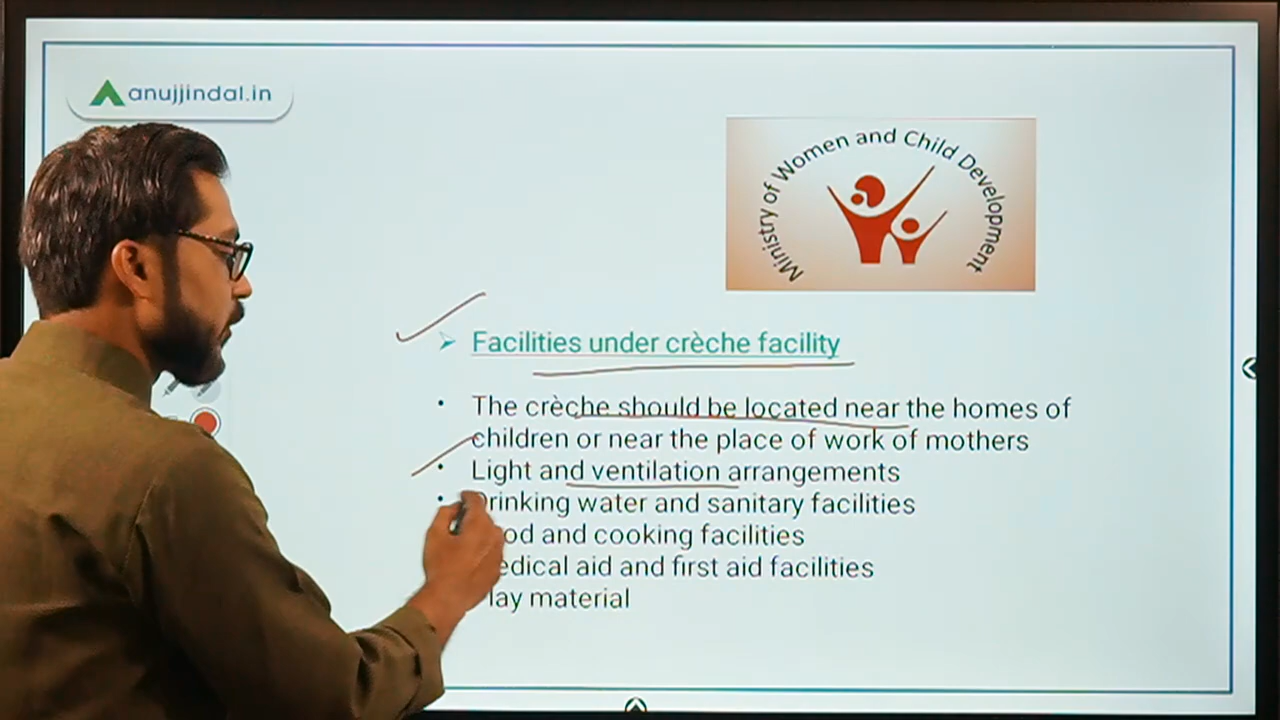 anujjindal.in
Ministry of Women and Child Development
Facilities under crèche facility
The crèche should be located near the homes of
children or near the place of work of mothers
Light and ventilation arrangements
Drinking water and sanitary facilities
and cooking facilities
aid and first aid facilities
material